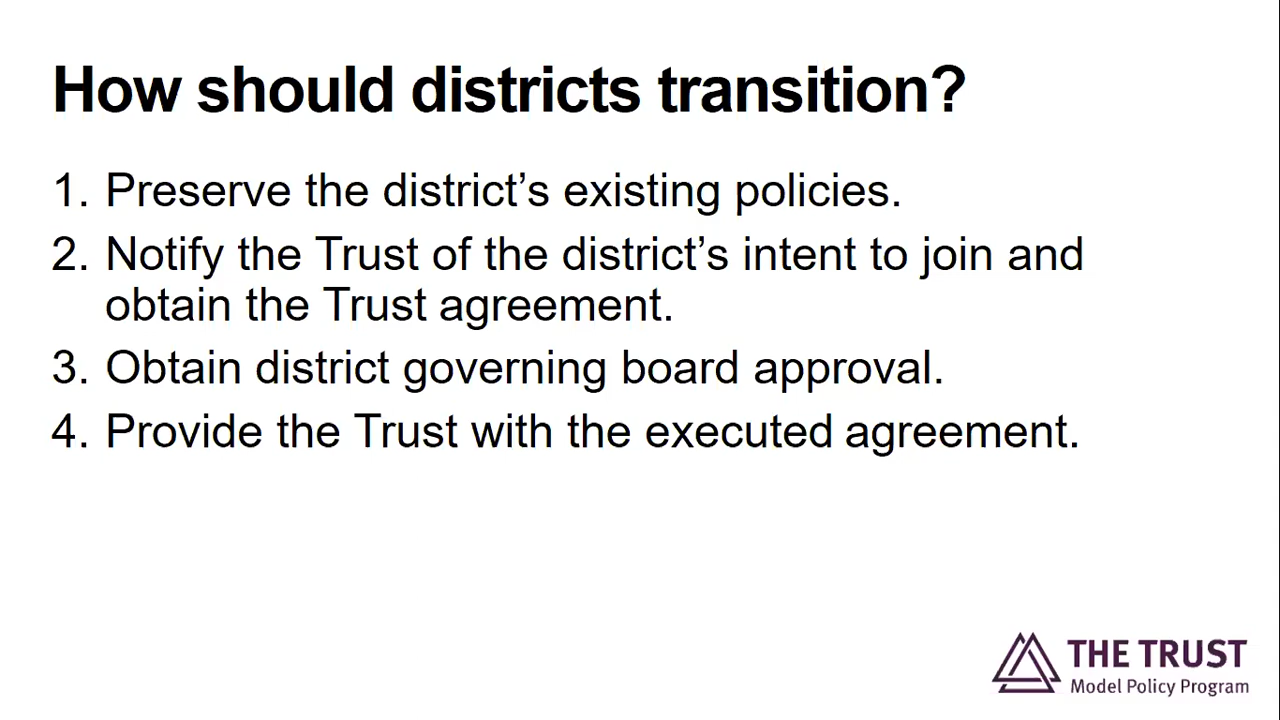 How should districts transition?
1. Preserve the district’s existing policies.
2. Notify the Trust of the district’s intent to join and
obtain the Trust agreement.
3. Obtain district governing board approval.
4. Provide the Trust with the executed agreement.
THE TRUST
Model Policy Program